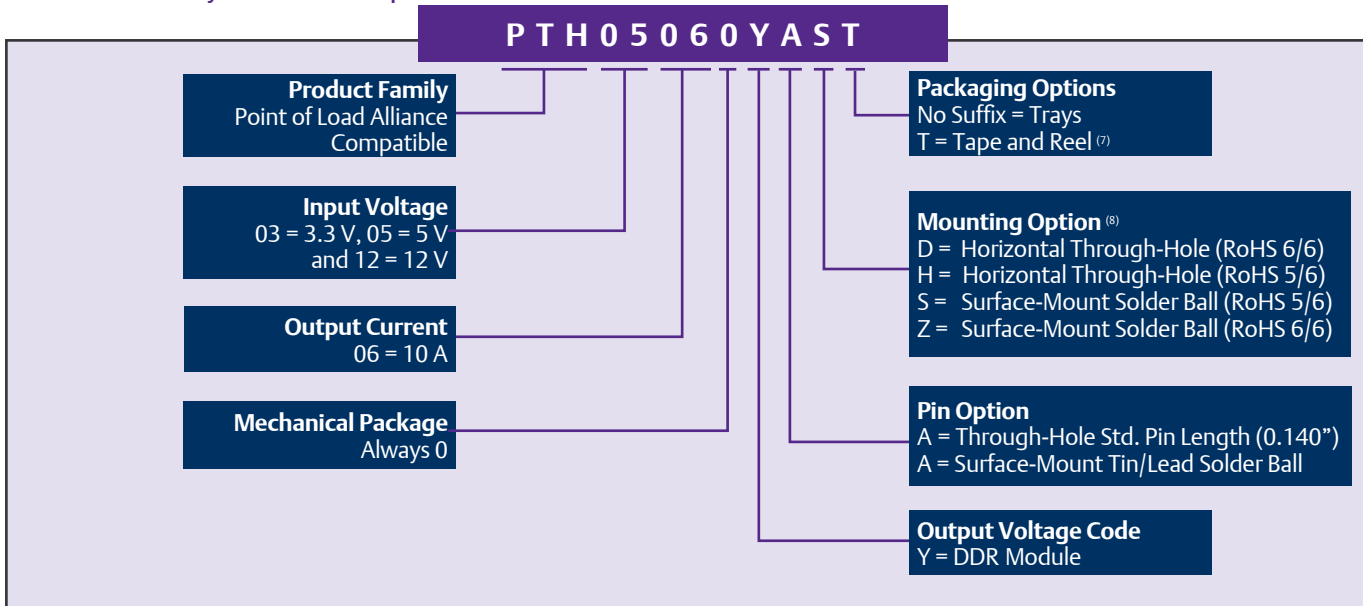 PTH05060YAST
Product Family
Point of Load Alliance
Compatible
Input Voltage
03 = 3.3 V, 05 = 5 V
and 12 = 12 V
Output Current
06 = 10 A
Mechanical Package
Always 0
Packaging Options
No Suffix = Trays
T = Tape and Reel (7)
Mounting Option (8)
D = Horizontal Through-Hole (RoHS 6/6)
H = Horizontal Through-Hole (RoHS 5/6)
S = Surface-Mount Solder Ball (RoHS 5/6)
Z = Surface-Mount Solder Ball (RoHS 6/6)
Pin Option
A = Through-Hole Std. Pin Length (0.140”)
A = Surface-Mount Tin/Lead Solder Ball
Output Voltage Code
Y = DDR Module